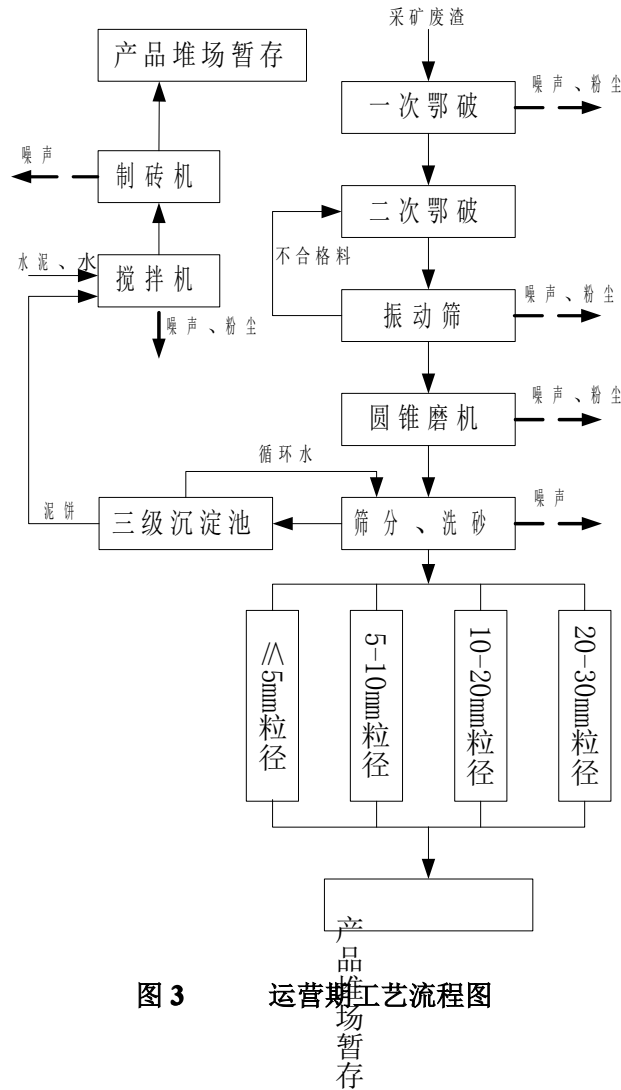 采矿废渣
产品堆场暂存
一次鄂破
噪声、粉尘
噪声
制砖机
二次鄂破
不合格料
水泥、水
搅拌机
振动筛
噪声、粉尘
噪声、粉尘
圆锥磨机
噪声、粉尘
循环水
泥饼
三级沉淀池
筛分、洗砂
噪声
≤5mm粒径
5-10mm粒径
10-20mm粒径
20-30mm粒径
产品堆场暂存
图 3 运营期工艺流程图